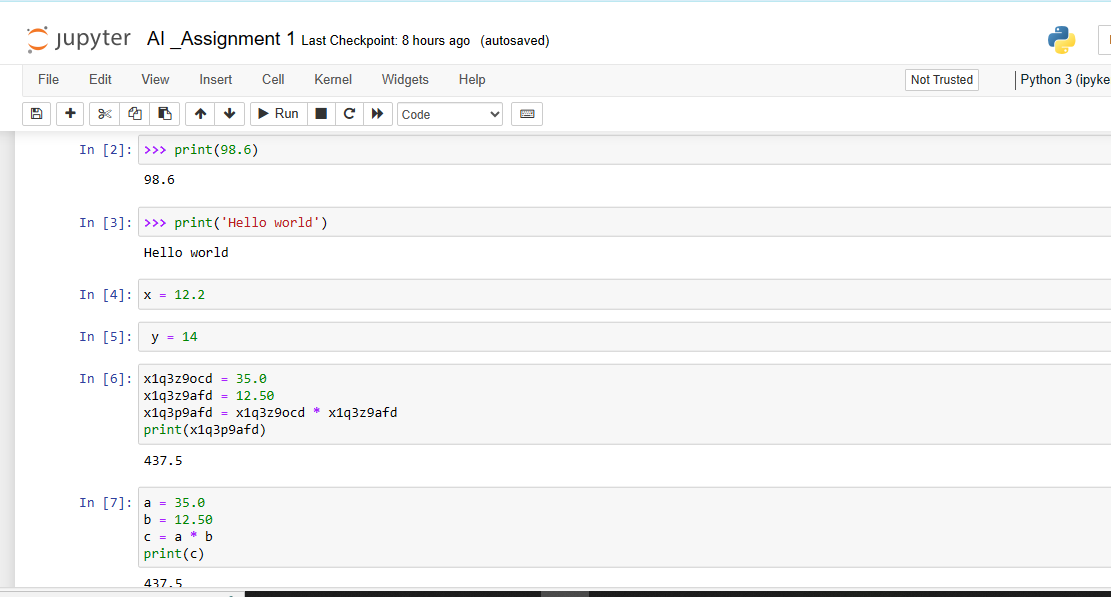 jupyter AI _Assignment 1 Last Checkpoint: 8 hours ago (autosaved)
File Edit View Insert Cell Kernel Widgets Help Not Trusted Python 3 (ipyke
Run Code
In [2]: >>> print(98.6)
98.6
In [3]: >>> print('Hello world')
Hello world
In [4]: x = 12.2
In [5]: y = 14
In [6]: x1q3z9ocd = 35.0
x1q3z9afd = 12.50
x1q3p9afd = x1q3z9ocd * x1q3z9afd
print(x1q3p9afd)
437.5
In [7]: a = 35.0
b = 12.50
c = a * b
print(c)
437.5